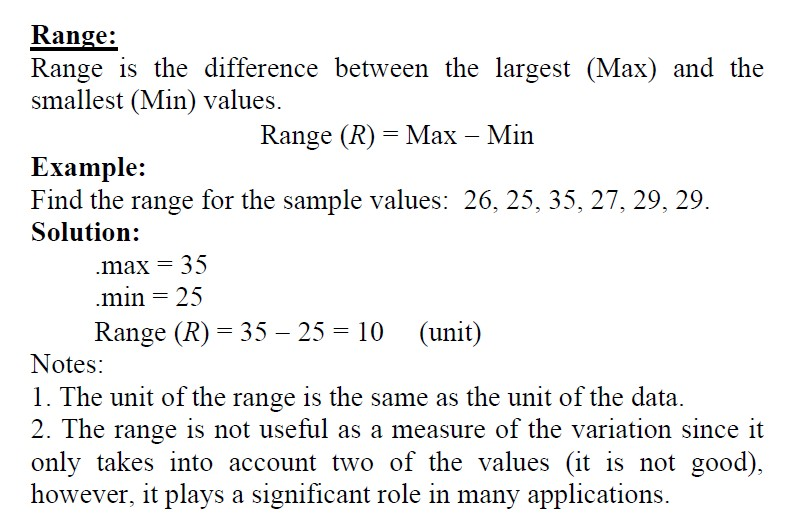 Range:
Range is the difference between the largest (Max) and the
smallest (Min) values.
Range (R) = Max – Min
Example:
Find the range for the sample values: 26, 25, 35, 27, 29, 29.
Solution:
.max = 35
.min = 25
Range (R) = 35 – 25 = 10 (unit)
Notes:
1. The unit of the range is the same as the unit of the data.
2. The range is not useful as a measure of the variation since it
only takes into account two of the values (it is not good),
however, it plays a significant role in many applications.